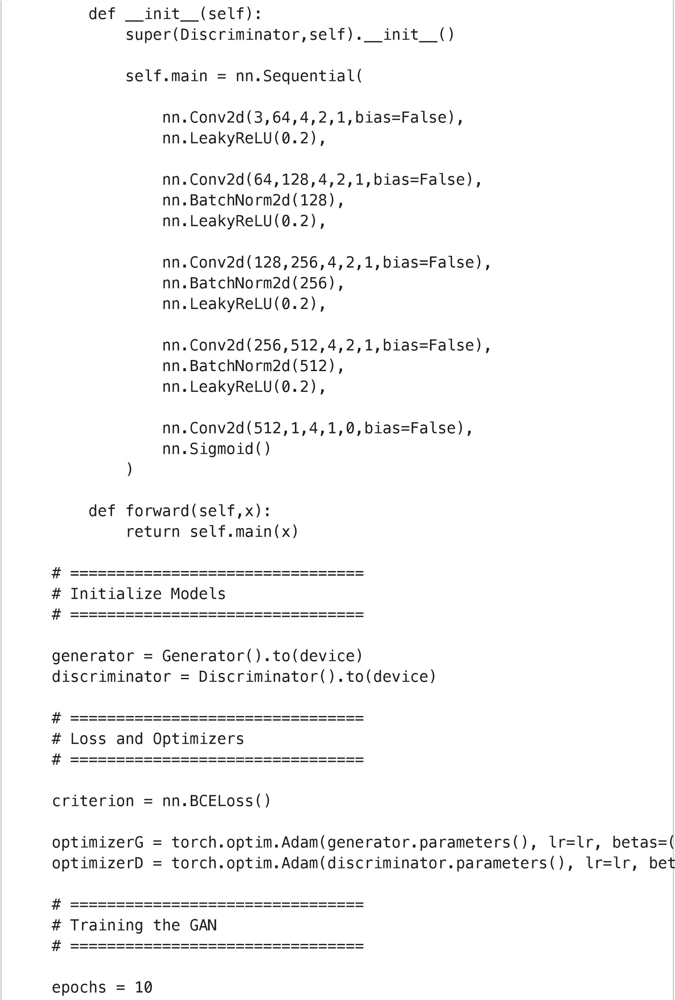 def __init__(self):
super(Discriminator,self).__init__()
self.main = nn.Sequential(
nn.Conv2d(3,64,4,2,1,bias=False),
nn.LeakyReLU(0.2),
nn.Conv2d(64,128,4,2,1,bias=False),
nn.BatchNorm2d(128),
nn.LeakyReLU(0.2),
nn.Conv2d(128,256,4,2,1,bias=False),
nn.BatchNorm2d(256),
nn.LeakyReLU(0.2),
nn.Conv2d(256,512,4,2,1,bias=False),
nn.BatchNorm2d(512),
nn.LeakyReLU(0.2),
nn.Conv2d(512,1,4,1,0,bias=False),
nn.Sigmoid()
)
def forward(self,x):
return self.main(x)
# ================================
# Initialize Models
# ================================
generator = Generator().to(device)
discriminator = Discriminator().to(device)
# ================================
# Loss and Optimizers
# ================================
criterion = nn.BCELoss()
optimizerG = torch.optim.Adam(generator.parameters(), lr=lr, betas=(
optimizerD = torch.optim.Adam(discriminator.parameters(), lr=lr, bet
# ================================
# Training the GAN
# ================================
epochs = 10